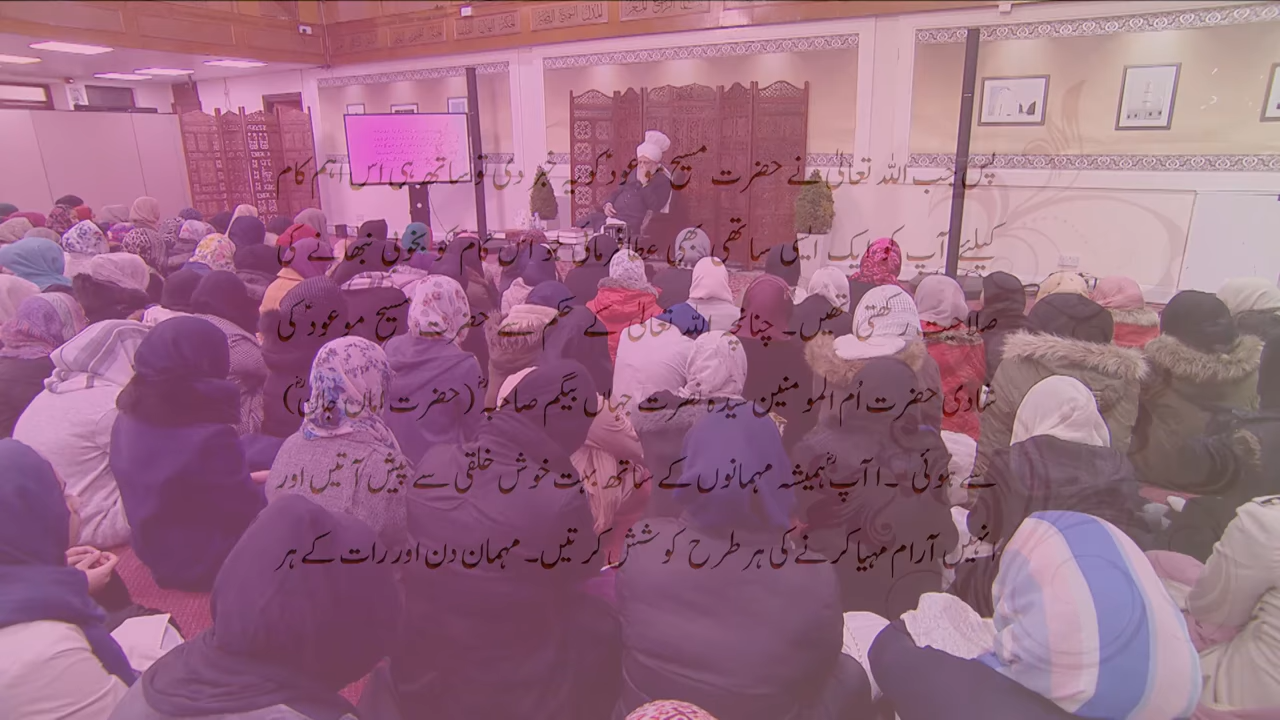 پس جب اللہ تعالیٰ نے حضرت مسیح موعودؑ کو یہ خبر دی تو ساتھ ہی اس اہم کام
کیلئے آپ کو ایک ایسی ساتھی بھی عطا فرمائی جو اس کام کو بخوبی نبھانے کی
صلاحیت رکھتی تھیں۔ چنانچہ اللہ تعالیٰ کے حکم سے حضرت مسیح موعودؑ کی
شادی حضرت اُم المومنین سیدہ نصرت جہاں بیگم صاحبہؓ (حضرت اماں جانؓ)
سے ہوئی ۔ا آپؓ ہمیشہ مہمانوں کے ساتھ بہت خوش خلقی سے پیش آتیں اور
انہیں آرام مہیا کرنے کی ہر طرح کوشش کرتیں۔ مہمان دن اور رات کے ہر